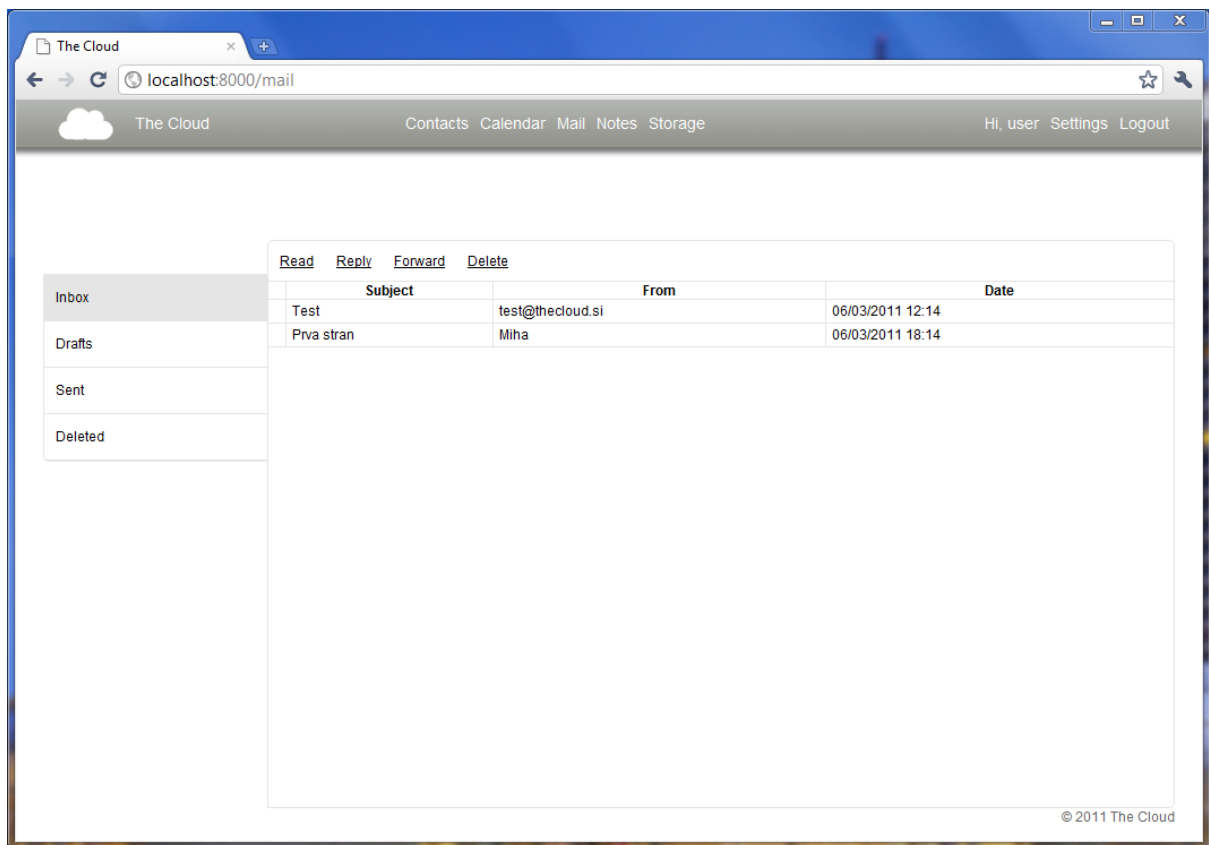 The Cloud
localhost:8000/mail
The Cloud Contacts Calendar Mail Notes Storage Hi, user Settings Logout
Read Reply Forward Delete
Inbox
Drafts
Sent
Deleted
Subject From Date
Test test@thecloud.si 06/03/2011 12:14
Prva stran Miha 06/03/2011 18:14
© 2011 The Cloud